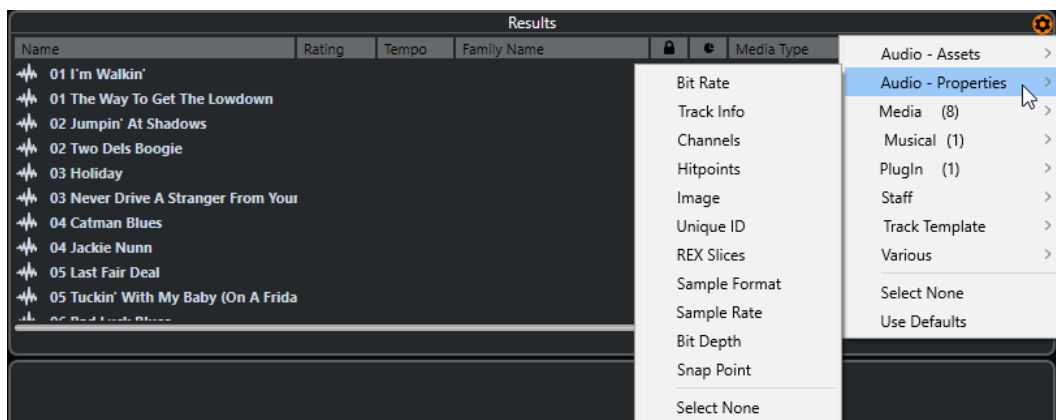 Results
Name Rating Tempo Family Name Media Type
01 I'm Walkin'
01 The Way To Get The Lowdown
02 Jumpin' At Shadows
02 Two Dels Boogie
03 Holiday
03 Never Drive A Stranger From Your
04 Catman Blues
04 Jackie Nunn
05 Last Fair Deal
05 Tuckin' With My Baby (On A Frida
06 Bad Luck Blues
Bit Rate
Track Info
Channels
Hitpoints
Image
Unique ID
REX Slices
Sample Format
Sample Rate
Bit Depth
Snap Point
Select None
Audio - Assets
Audio - Properties
Media (8)
Musical (1)
PlugIn (1)
Staff
Track Template
Various
Select None
Use Defaults